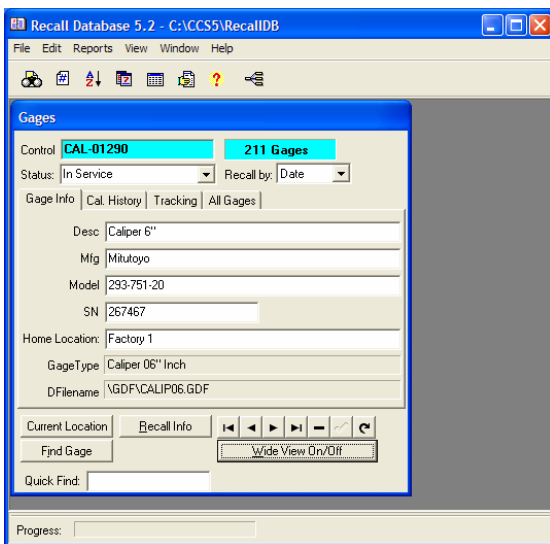 Recall Database 5.2 - C:\CCS5\RecallDB
File Edit Reports View Window Help
Gages
Control CAL-01290 211 Gages
Status: In Service Recall by: Date
Gage Info Cal. History Tracking All Gages
Desc Caliper 6"
Mfg Mitutoyo
Model 293-751-20
SN 267467
Home Location: Factory 1
GageType Caliper 06" Inch
DFilename \GDF\CALIP06.GDF
Current Location Recall Info
Find Gage Wide View On/Off
Quick Find:
Progress: